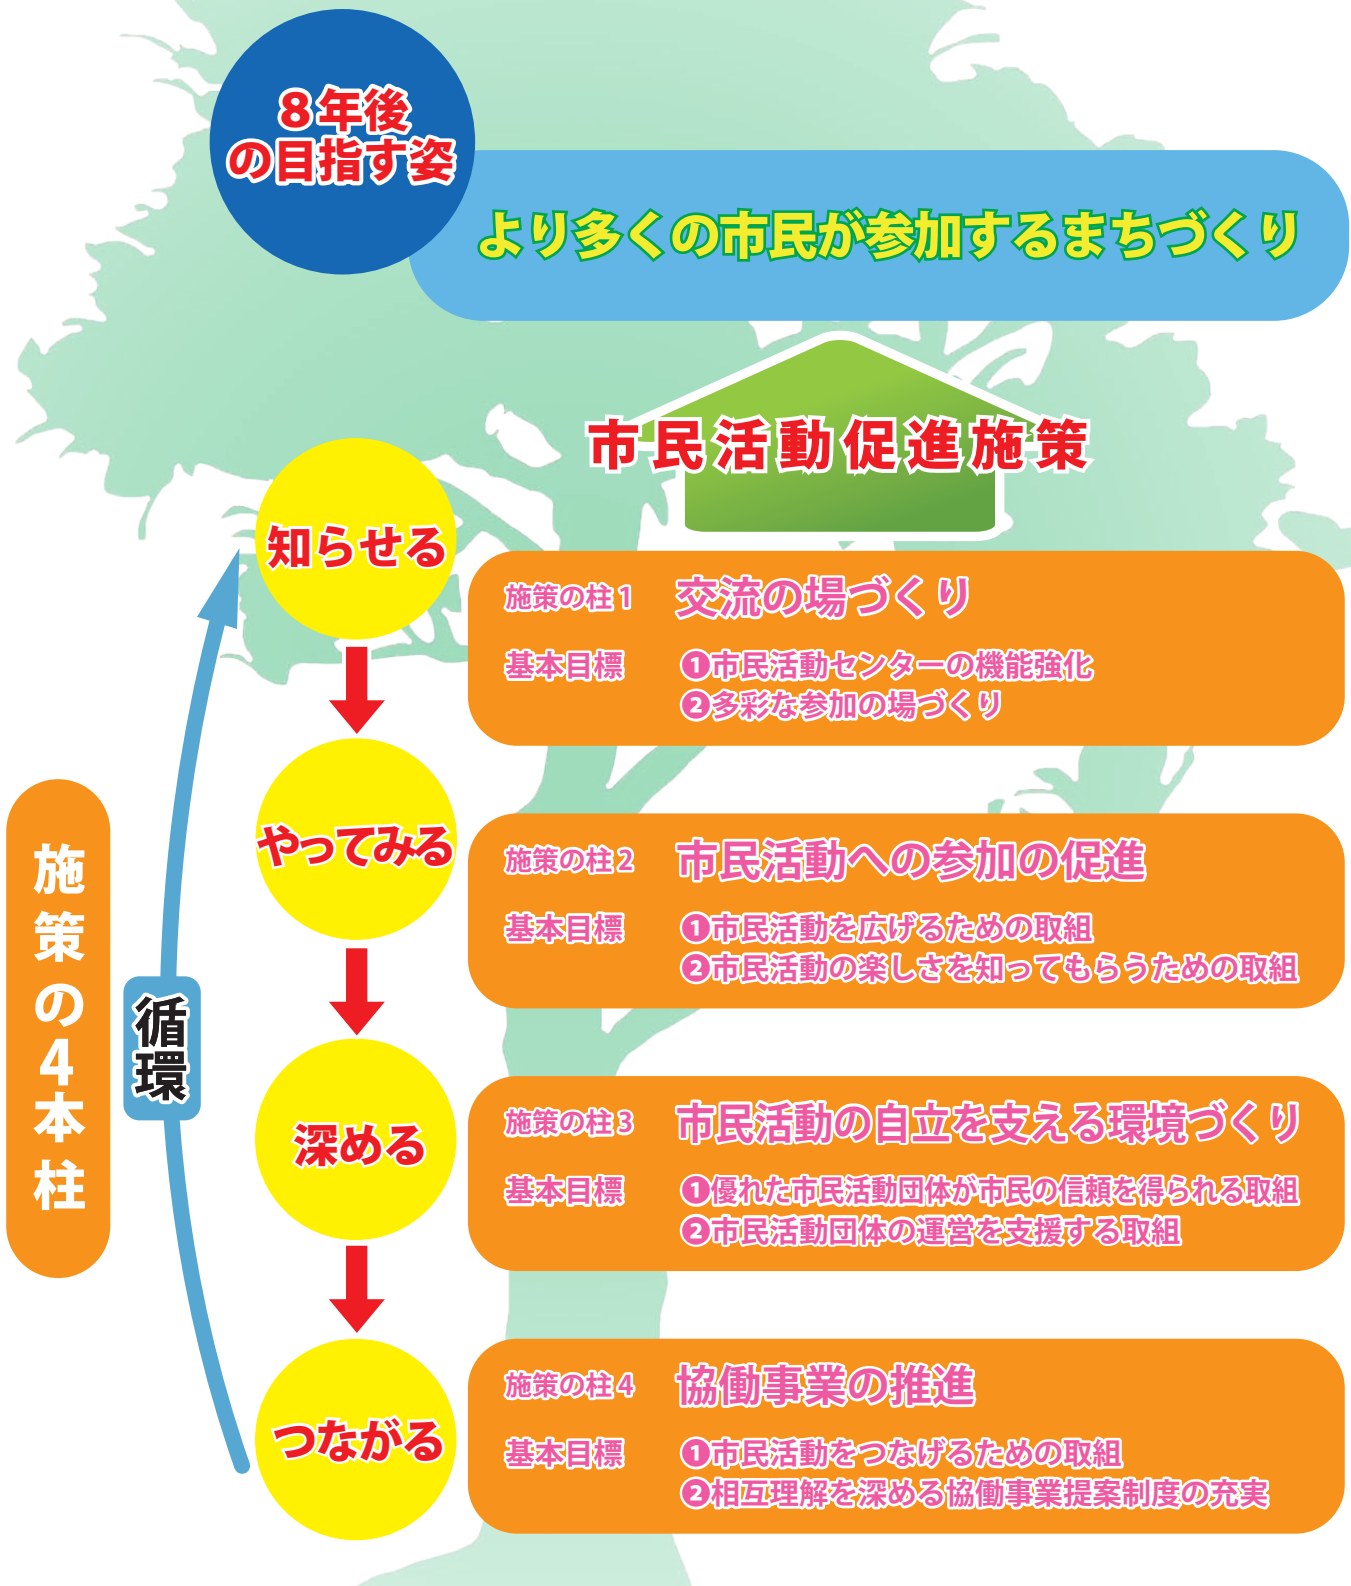 8年後
の目指す姿
より多くの市民が参加するまちづくり
市民活動促進施策
施策の4本柱
循環
知らせる
施策の柱1 交流の場づくり
基本目標 ❶市民活動センターの機能強化
❷多彩な参加の場づくり
やってみる
施策の柱2 市民活動への参加の促進
基本目標 ❶市民活動を広げるための取組
❷市民活動の楽しさを知ってもらうための取組
深める
施策の柱3 市民活動の自立を支える環境づくり
基本目標 ❶優れた市民活動団体が市民の信頼を得られる取組
❷市民活動団体の運営を支援する取組
つながる
施策の柱4 協働事業の推進
基本目標 ❶市民活動をつなげるための取組
❷相互理解を深める協働事業提案制度の充実